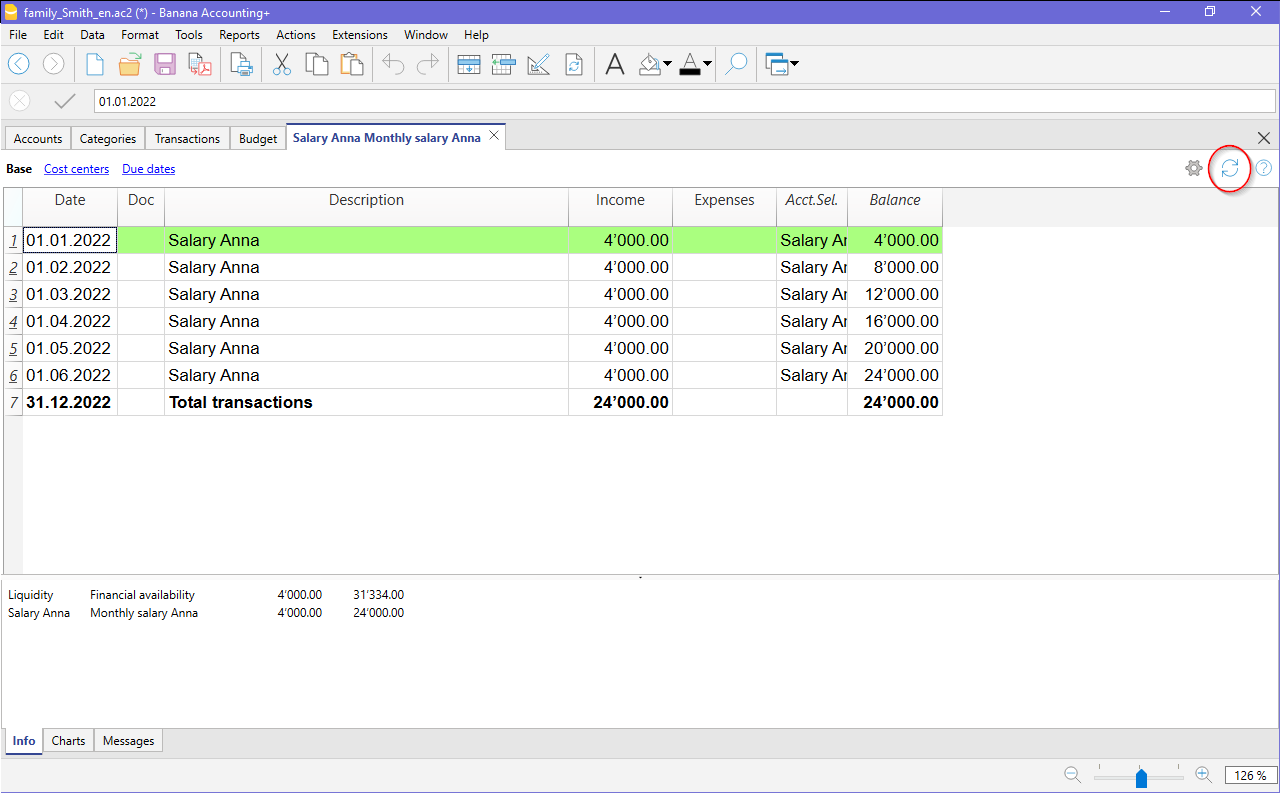 family_Smith_en.ac2 (*) - Banana Accounting+
File Edit Data Format Tools Reports Actions Extensions Window Help
01.01.2022
Accounts Categories Transactions Budget Salary Anna Monthly salary Anna
Base Cost centers Due dates
Date Doc Description Income Expenses Acct.Sel. Balance
1 01.01.2022 Salary Anna 4’000.00 Salary Ar 4’000.00
2 01.02.2022 Salary Anna 4’000.00 Salary Ar 8’000.00
3 01.03.2022 Salary Anna 4’000.00 Salary Ar 12’000.00
4 01.04.2022 Salary Anna 4’000.00 Salary Ar 16’000.00
5 01.05.2022 Salary Anna 4’000.00 Salary Ar 20’000.00
6 01.06.2022 Salary Anna 4’000.00 Salary Ar 24’000.00
7 31.12.2022 Total transactions 24’000.00 24’000.00
Liquidity Financial availability 4’000.00 31’334.00
Salary Anna Monthly salary Anna 4’000.00 24’000.00
Info Charts Messages
126 %